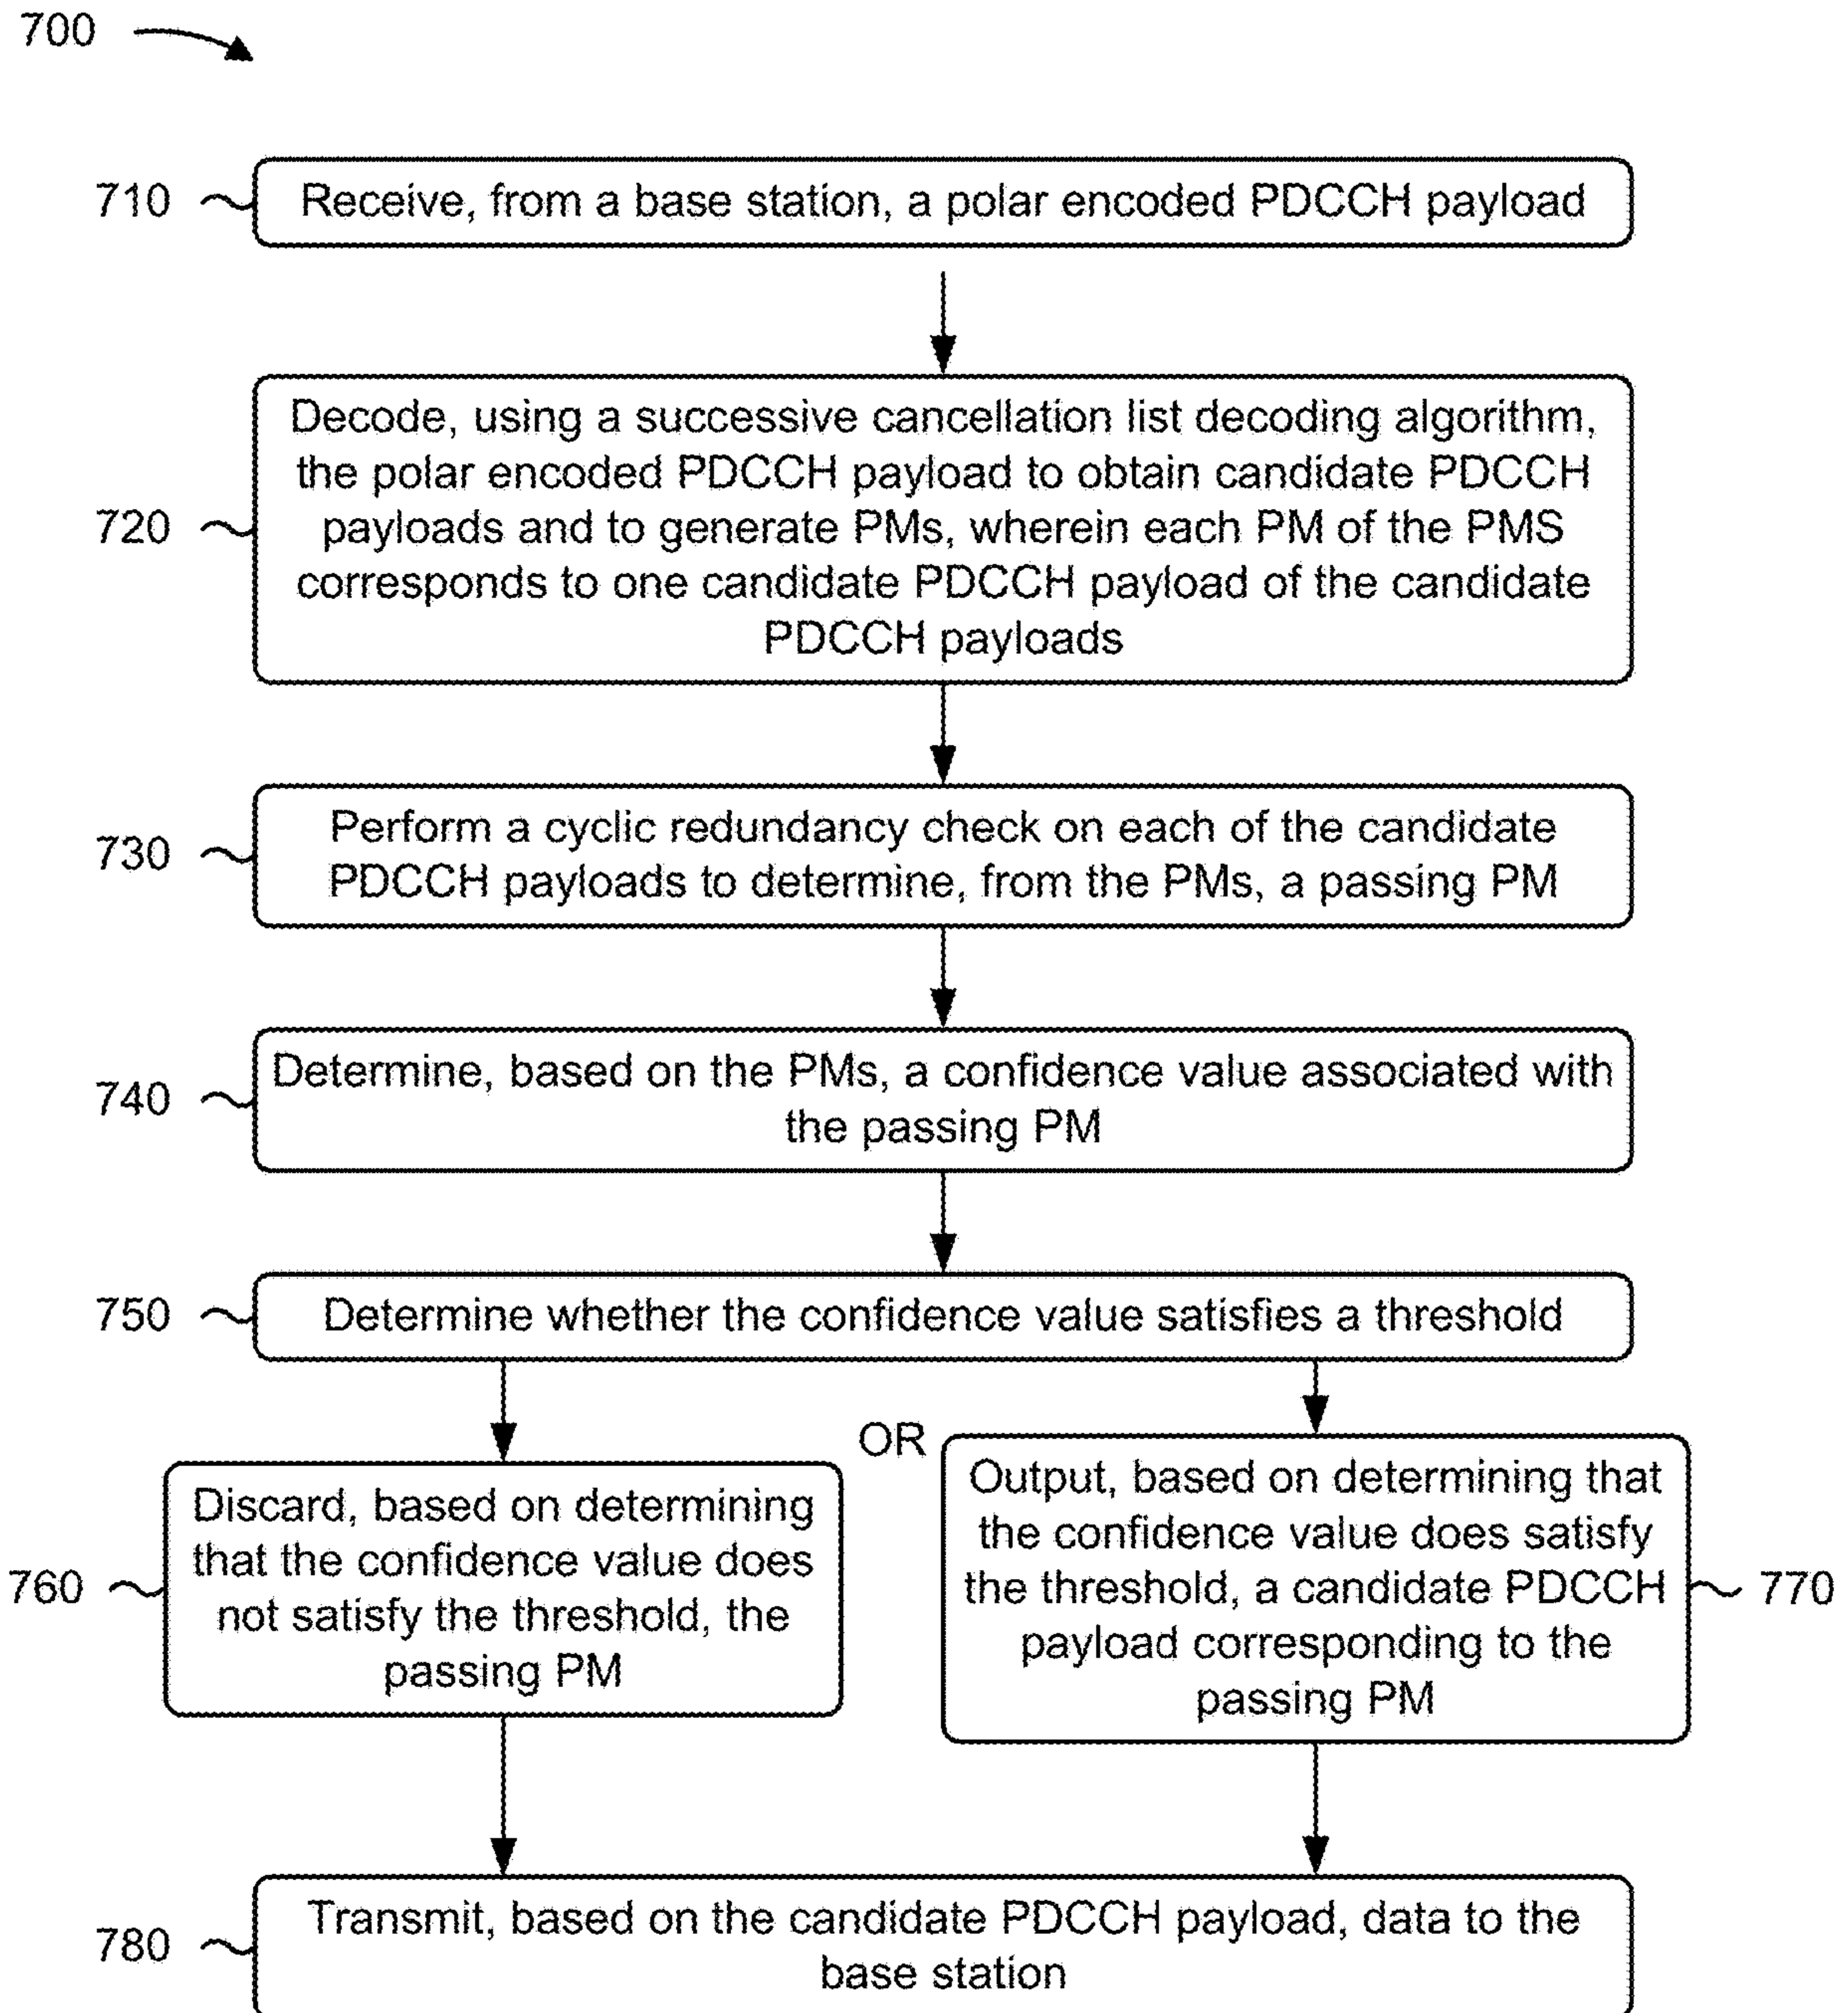 700
710
Receive, from a base station, a polar encoded PDCCH payload
720
Decode, using a successive cancellation list decoding algorithm,
the polar encoded PDCCH payload to obtain candidate PDCCH
payloads and to generate PMs, wherein each PM of the PMS
corresponds to one candidate PDCCH payload of the candidate
PDCCH payloads
730
Perform a cyclic redundancy check on each of the candidate
PDCCH payloads to determine, from the PMs, a passing PM
740
Determine, based on the PMs, a confidence value associated with
the passing PM
750
Determine whether the confidence value satisfies a threshold
760
Discard, based on determining
that the confidence value does
not satisfy the threshold, the
passing PM
OR
Output, based on determining that
the confidence value does satisfy
the threshold, a candidate PDCCH
payload corresponding to the
passing PM
770
780
Transmit, based on the candidate PDCCH payload, data to the
base station